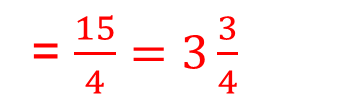 = 15/4 = 3 3/4